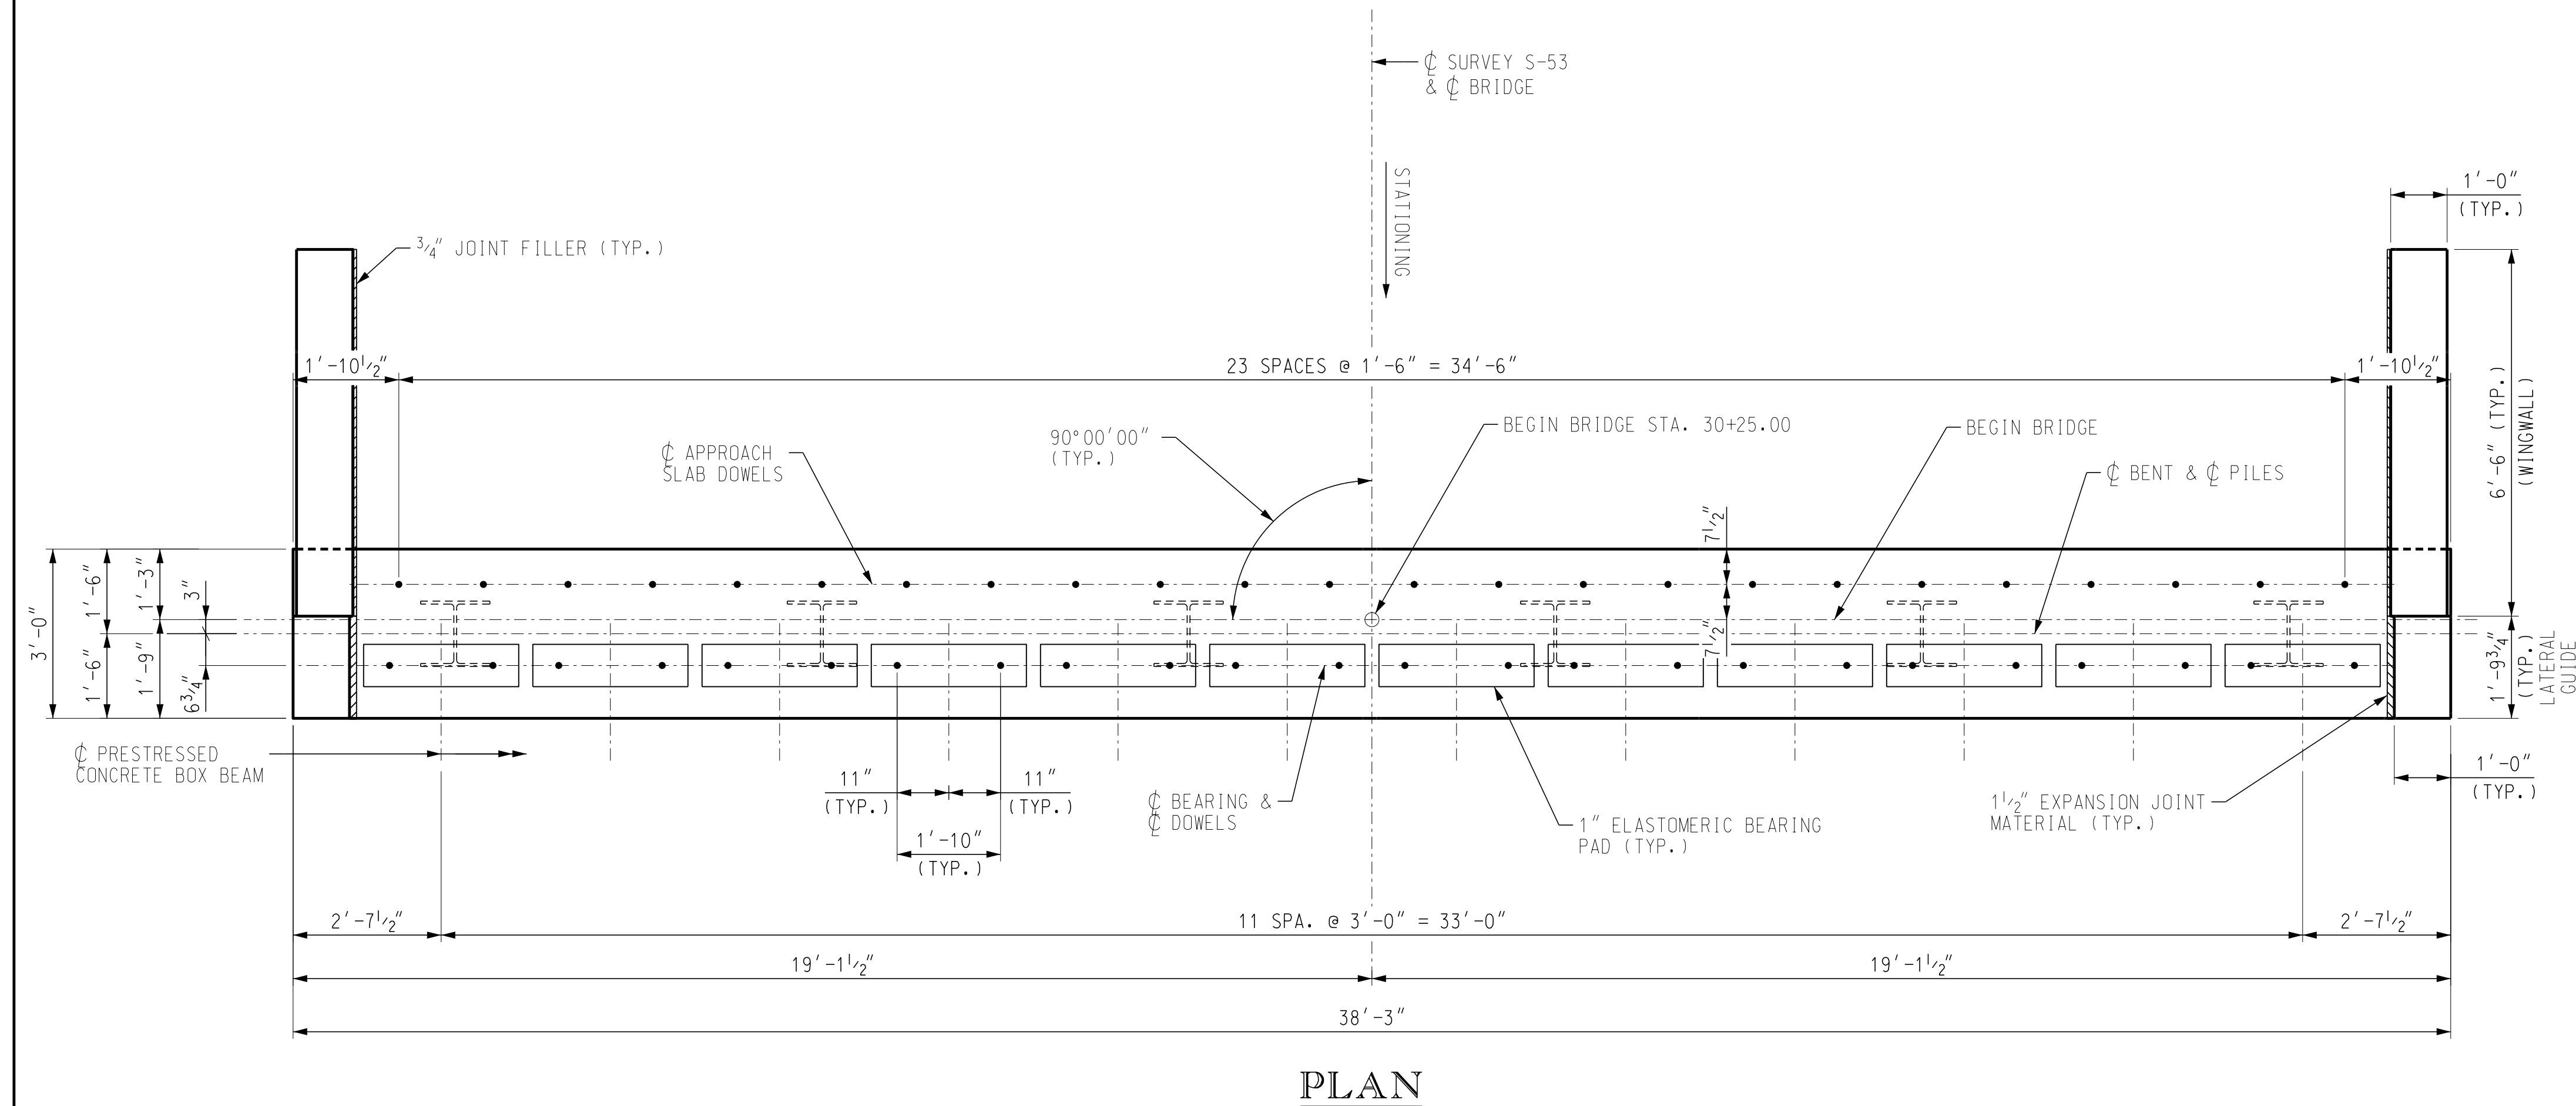 ℄ SURVEY S-53
& ℄ BRIDGE
STATIONING
1'-0"
(TYP.)
3/4" JOINT FILLER (TYP.)
1'-10 1/2"
23 SPACES @ 1'-6" = 34'-6"
1'-10 1/2"
6'-6" (TYP.)
(WINGWALL)
BEGIN BRIDGE STA. 30+25.00
BEGIN BRIDGE
90°00'00"
(TYP.)
℄ APPROACH
SLAB DOWELS
℄ BENT & ℄ PILES
7 1/2"
7 1/2"
3'-0"
1'-6"
1'-6"
1'-3"
1'-9"
3"
6 3/4"
1'-9 3/4"
(TYP.)
LATERAL
GUIDE
℄ PRESTRESSED
CONCRETE BOX BEAM
11"
(TYP.)
11"
(TYP.)
1'-10"
(TYP.)
℄ BEARING &
℄ DOWELS
1" ELASTOMERIC BEARING
PAD (TYP.)
1 1/2" EXPANSION JOINT
MATERIAL (TYP.)
1'-0"
(TYP.)
2'-7 1/2"
11 SPA. @ 3'-0" = 33'-0"
2'-7 1/2"
19'-1 1/2"
19'-1 1/2"
38'-3"
PLAN